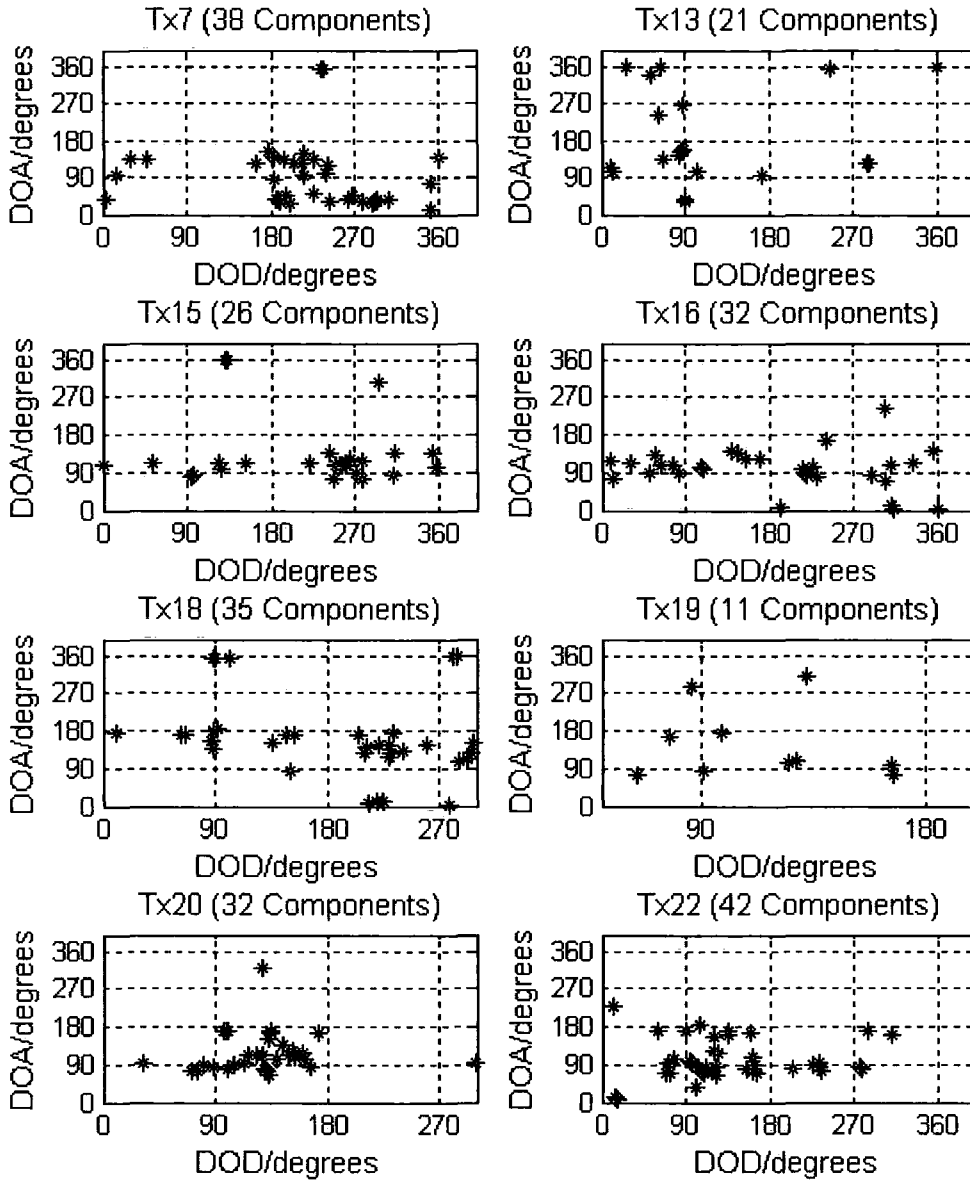 Tx7 (38 Components)
DOA/degrees
360
270
180
90
0
0 90 180 270 360
DOD/degrees
Tx13 (21 Components)
DOA/degrees
360
270
180
90
0
0 90 180 270 360
DOD/degrees
Tx15 (26 Components)
DOA/degrees
360
270
180
90
0
0 90 180 270 360
DOD/degrees
Tx16 (32 Components)
DOA/degrees
360
270
180
90
0
0 90 180 270 360
DOD/degrees
Tx18 (35 Components)
DOA/degrees
360
270
180
90
0
0 90 180 270
DOD/degrees
Tx19 (11 Components)
DOA/degrees
360
270
180
90
0
90 180
DOD/degrees
Tx20 (32 Components)
DOA/degrees
360
270
180
90
0
0 90 180 270
DOD/degrees
Tx22 (42 Components)
DOA/degrees
360
270
180
90
0
0 90 180 270 360
DOD/degrees